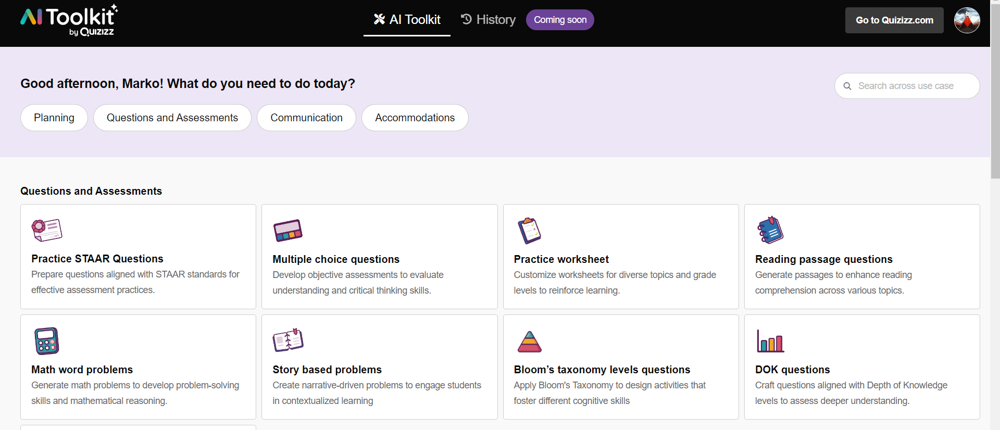 AI Toolkit
by Quizizz
AI Toolkit
History
Coming soon
Go to Quizizz.com
Good afternoon, Marko! What do you need to do today?
Search across use case
Planning
Questions and Assessments
Communication
Accommodations
Questions and Assessments
Practice STAAR Questions
Prepare questions aligned with STAAR standards for
effective assessment practices.
Multiple choice questions
Develop objective assessments to evaluate
understanding and critical thinking skills.
Practice worksheet
Customize worksheets for diverse topics and grade
levels to reinforce learning.
Reading passage questions
Generate passages to enhance reading
comprehension across various topics.
Math word problems
Generate math problems to develop problem-solving
skills and mathematical reasoning.
Story based problems
Create narrative-driven problems to engage students
in contextualized learning
Bloom’s taxonomy levels questions
Apply Bloom's Taxonomy to design activities that
foster different cognitive skills
DOK questions
Craft questions aligned with Depth of Knowledge
levels to assess deeper understanding.